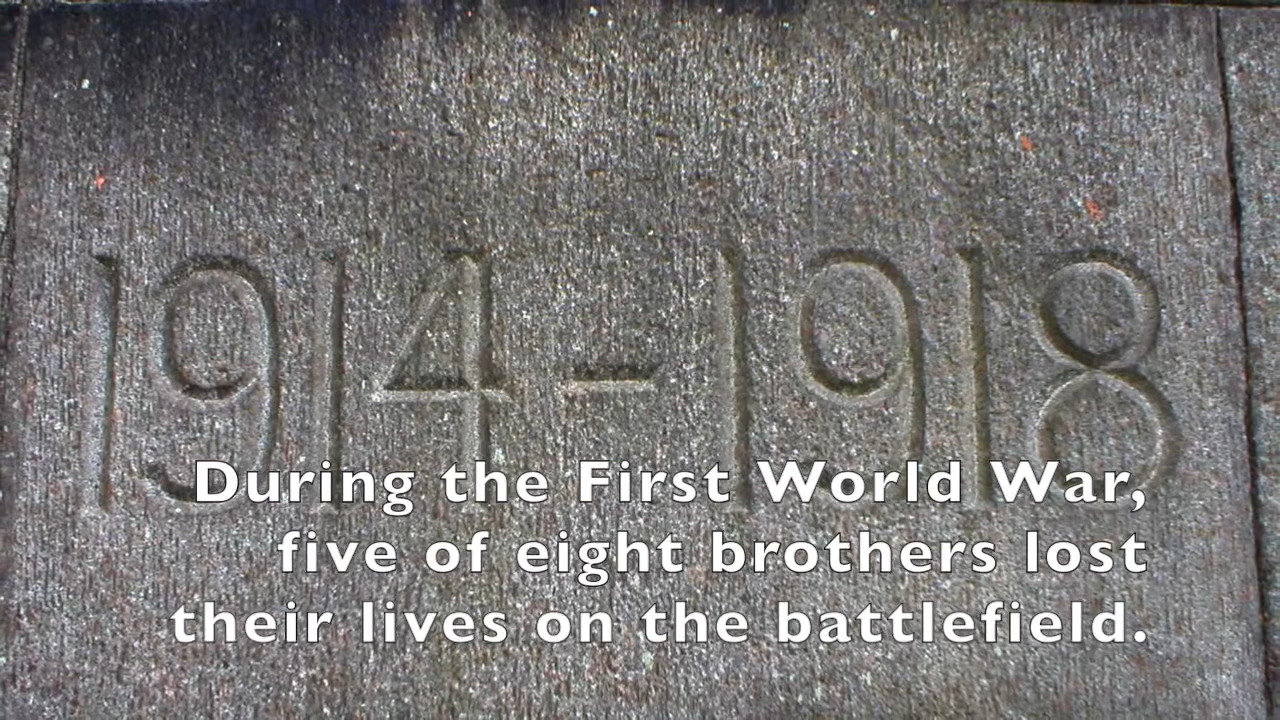 1914-1918
During the First World War,
five of eight brothers lost
their lives on the battlefield.